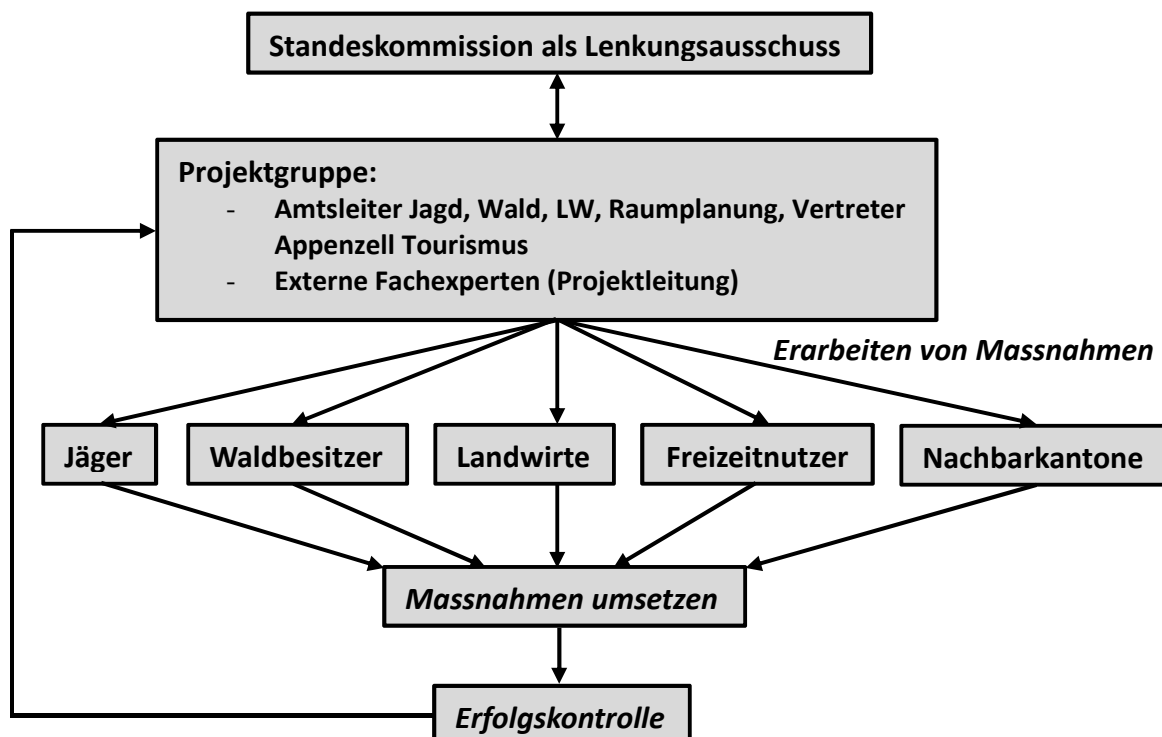 Standeskommission als Lenkungsausschuss
Projektgruppe:
- Amtsleiter Jagd, Wald, LW, Raumplanung, Vertreter
Appenzell Tourismus
- Externe Fachexperten (Projektleitung)
Erarbeiten von Massnahmen
Jäger
Waldbesitzer
Landwirte
Freizeitnutzer
Nachbarkantone
Massnahmen umsetzen
Erfolgskontrolle